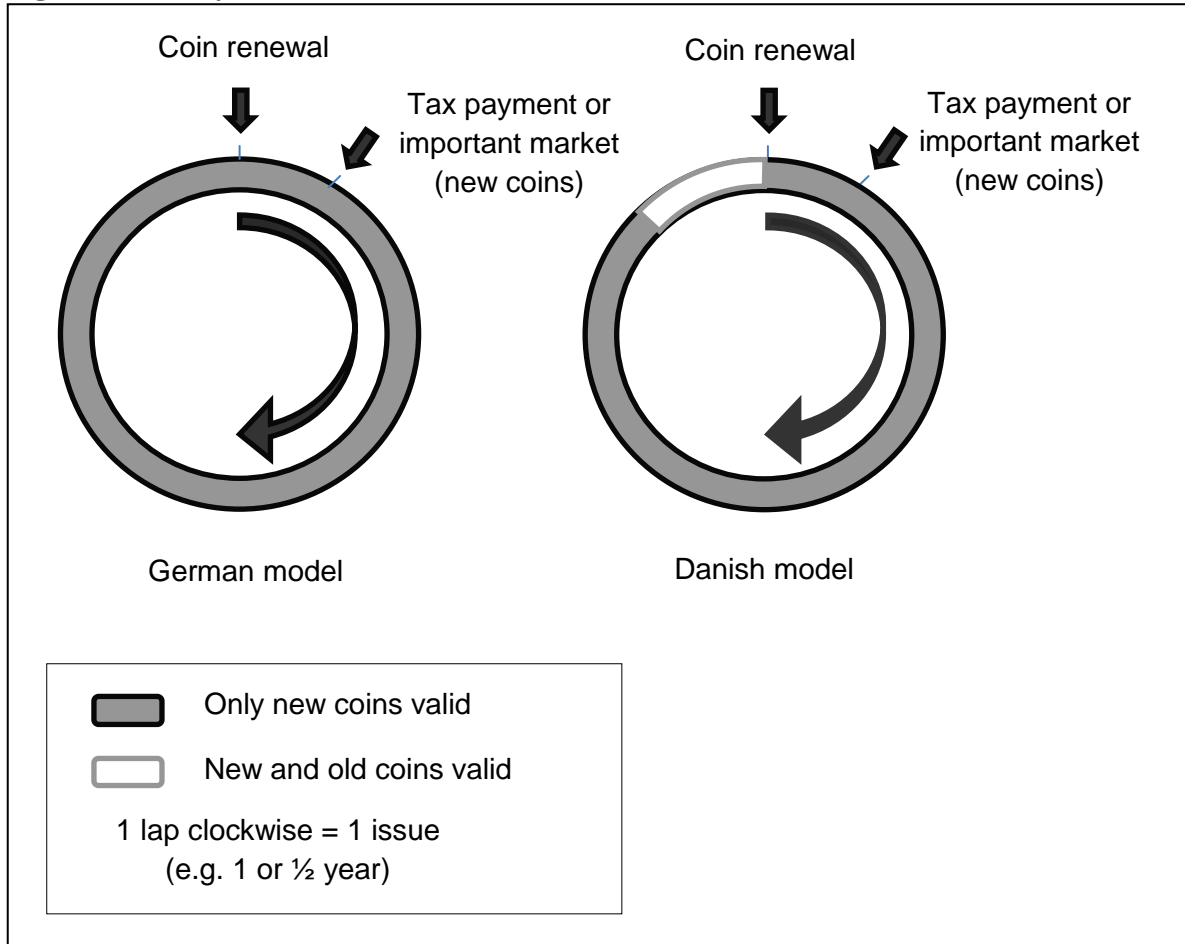 Coin renewal
Tax payment or
important market
(new coins)
German model
Coin renewal
Tax payment or
important market
(new coins)
Danish model
Only new coins valid
New and old coins valid
1 lap clockwise = 1 issue
(e.g. 1 or ½ year)